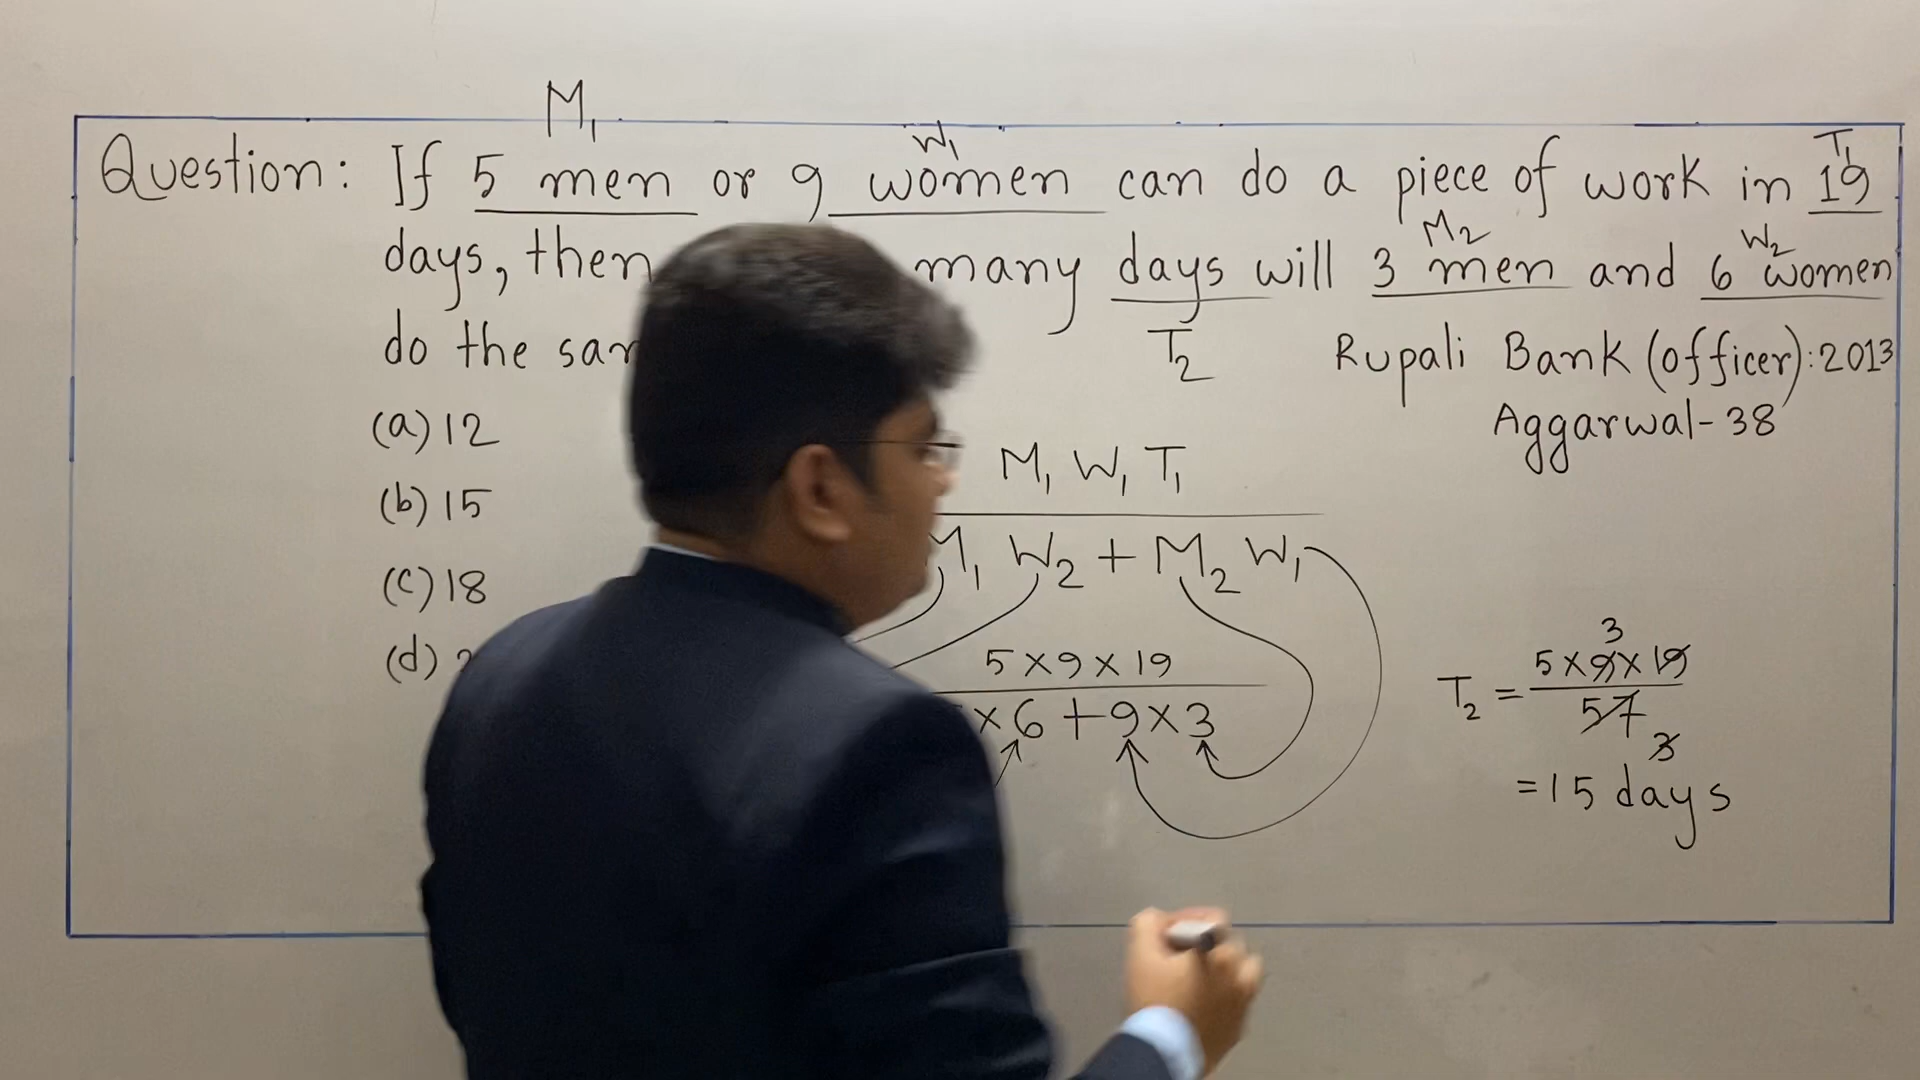 M₁
W₁
T₁
Question: If 5 men or 9 women can do a piece of work in 19
M₂ W₂
days, then many days will 3 men and 6 women
do the
T₂
Rupali Bank (officer):2013
Aggarwal-38
(a) 12
(b) 15
(c) 18
(d)
M₁ W₁ T₁
M₁ W₂ + M₂ W₁
5×9×19
×6+9×3
3
T₂ = 5×9×19
57
3
=15 days